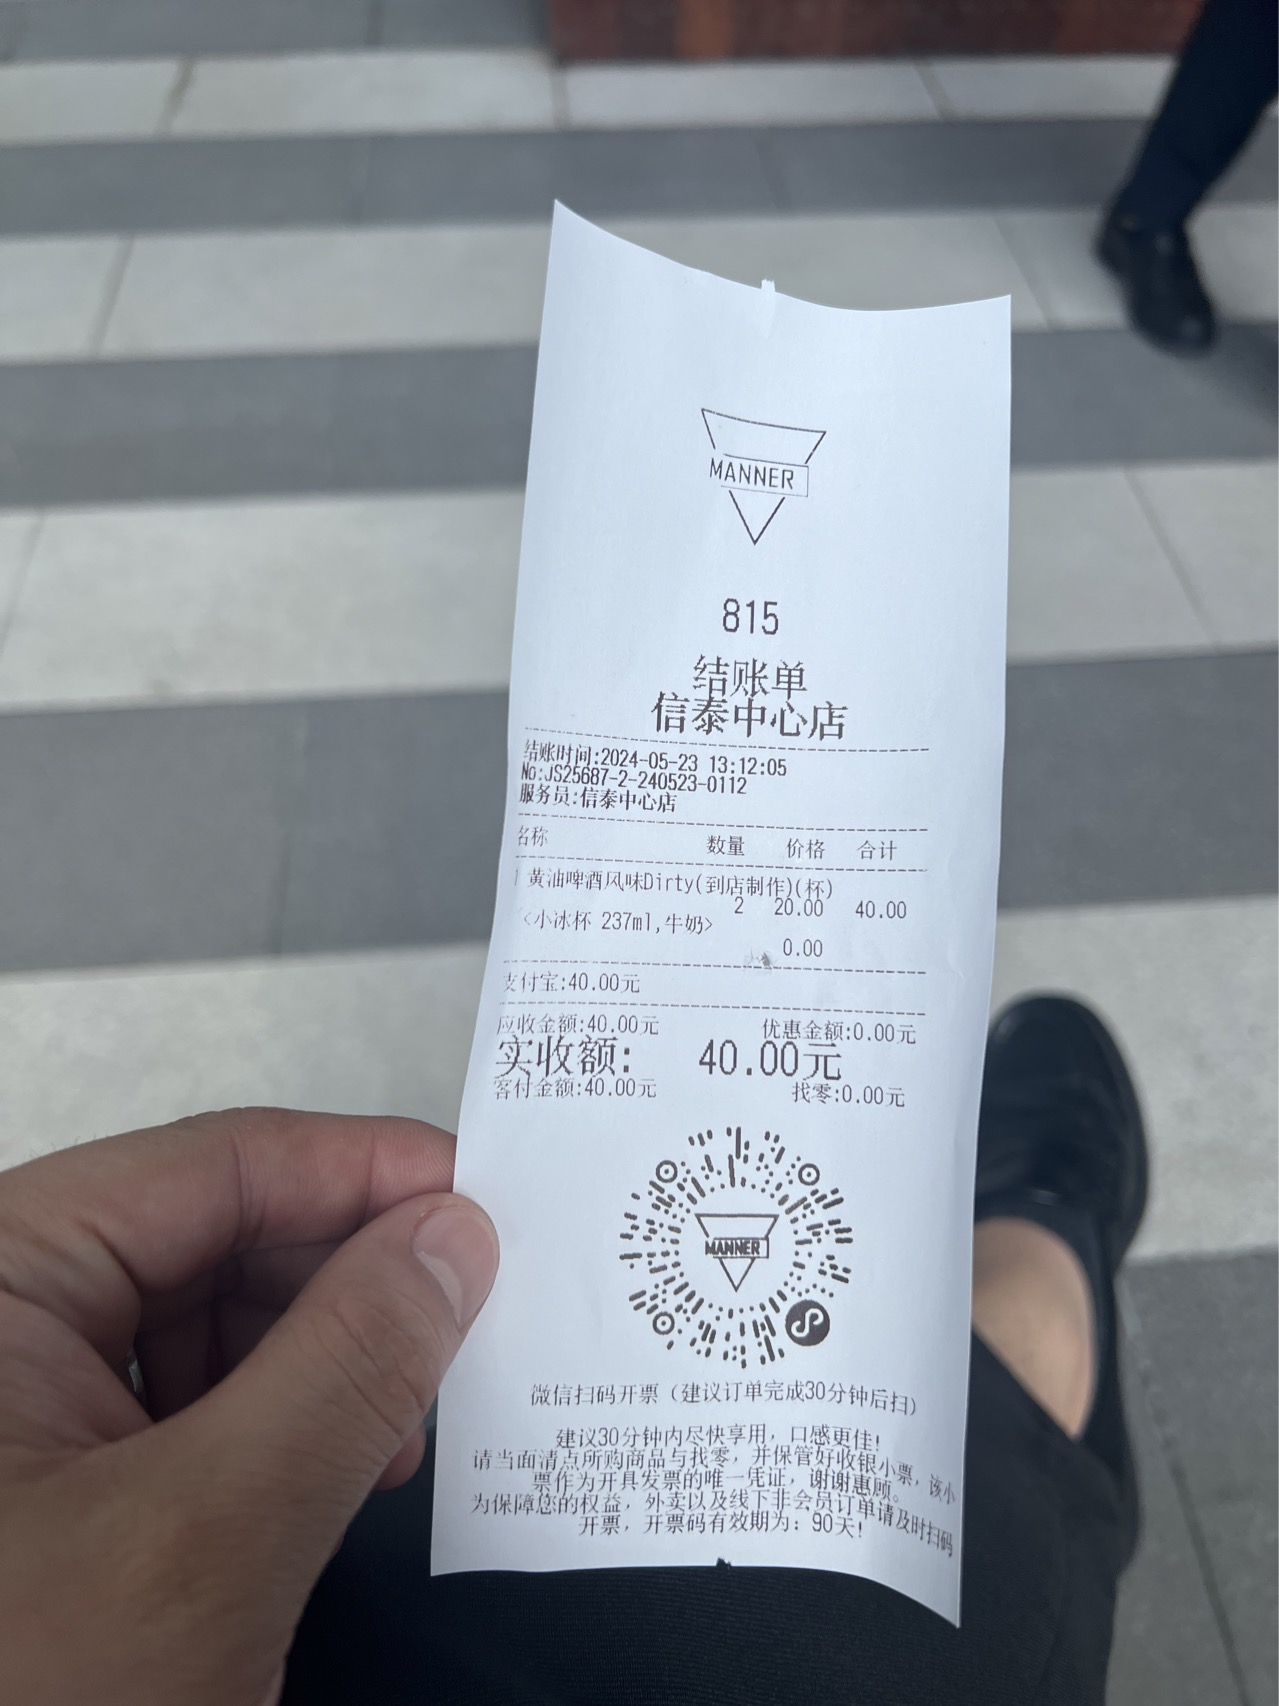 MANNER
815
结账单
信泰中心店
结账时间:2024-05-23 13:12:05
No:JS25687-2-240523-0112
服务员:信泰中心店
名称 数量 价格 合计
1 黄油啤酒风味Dirty(到店制作)(杯)
2 20.00 40.00
<小冰杯 237ml,牛奶>
0.00
支付宝:40.00元
应收金额:40.00元 优惠金额:0.00元
实收额: 40.00元
客付金额:40.00元 找零:0.00元
MANNER
微信扫码开票（建议订单完成30分钟后扫）
建议30分钟内尽快享用，口感更佳！
请当面清点所购商品与找零，并保管好收银小票，该小
票作为开具发票的唯一凭证，谢谢惠顾。
为保障您的权益，外卖以及线下非会员订单请及时扫码
开票，开票码有效期为：90天！